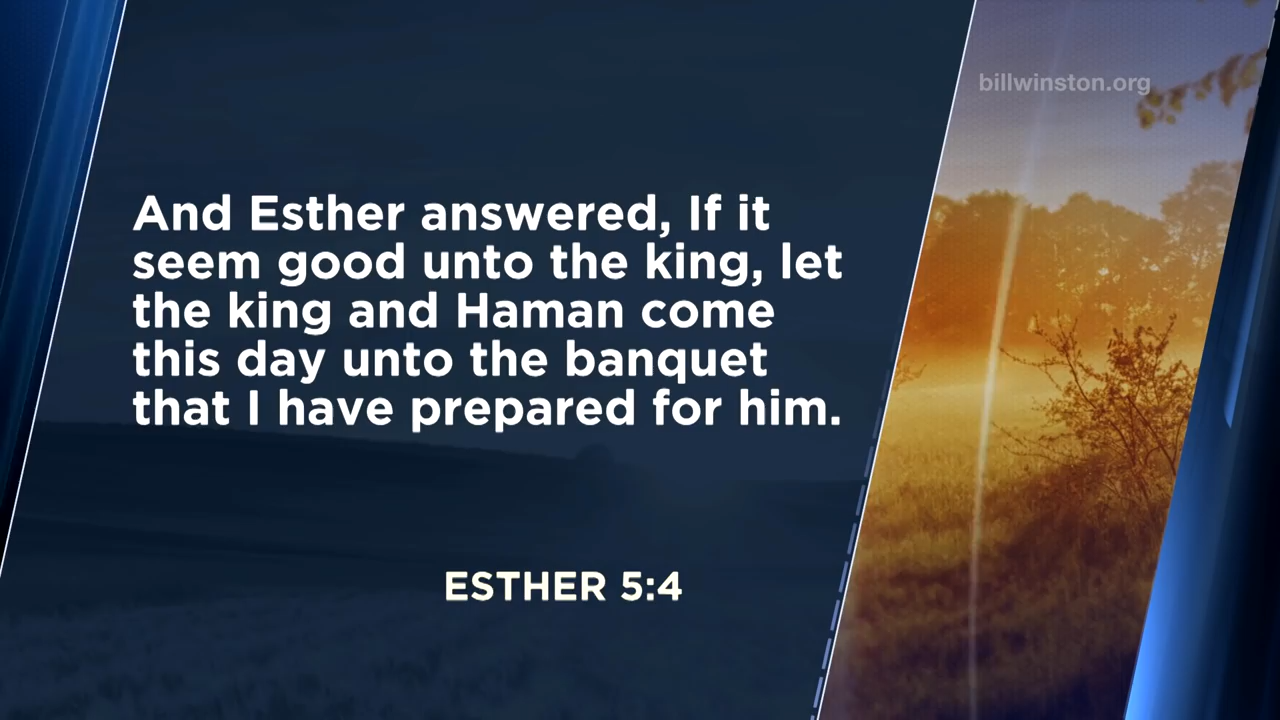 billwinston.org
And Esther answered, If it
seem good unto the king, let
the king and Haman come
this day unto the banquet
that I have prepared for him.
ESTHER 5:4